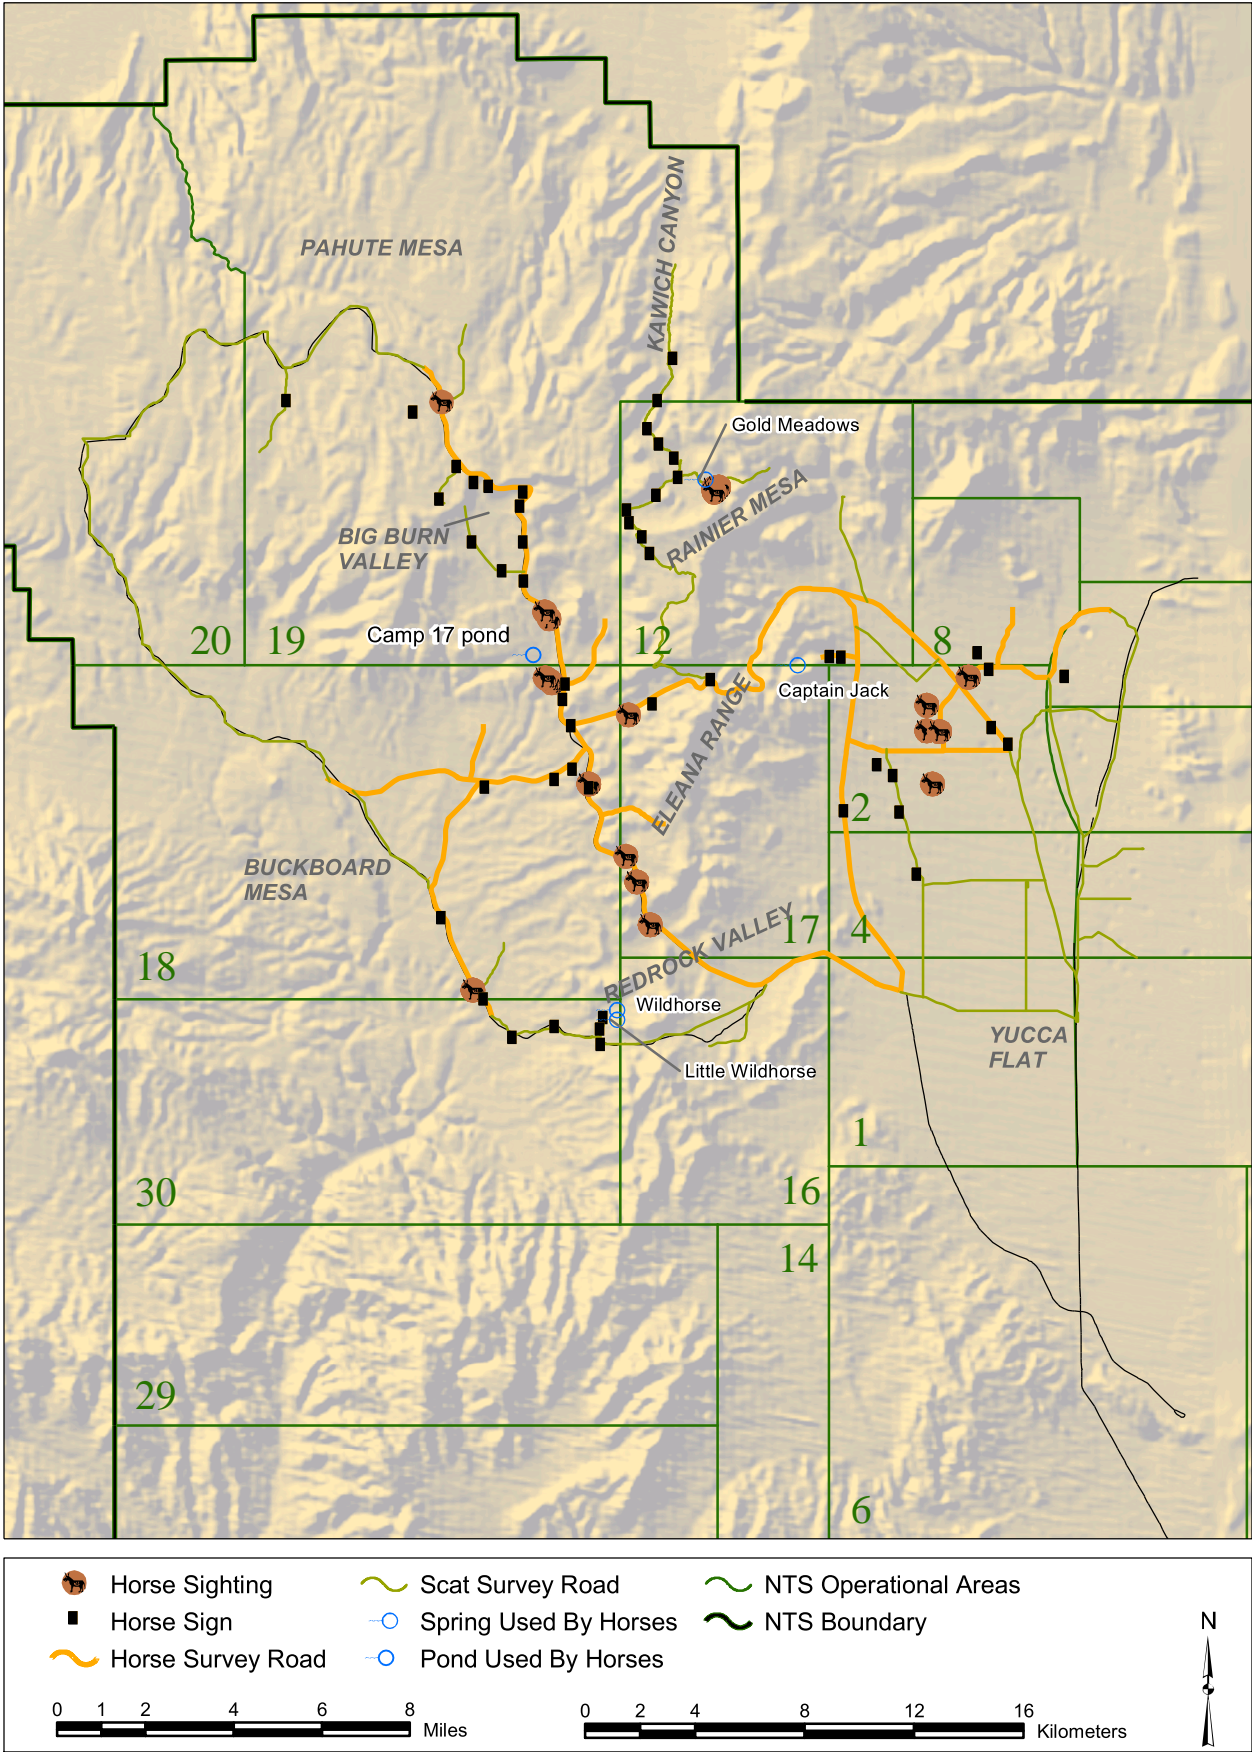 KAWICH CANYON
PAHUTE MESA
Gold Meadows
RAINIER MESA
BIG BURN
VALLEY
20
19
Camp 17 pond
12
8
Captain Jack
ELEANA RANGE
2
BUCKBOARD
MESA
18
REDROCK VALLEY
17
4
Wildhorse
YUCCA
FLAT
Little Wildhorse
1
30
16
14
29
6
Horse Sighting
Scat Survey Road
NTS Operational Areas
Horse Sign
Spring Used By Horses
NTS Boundary
N
Horse Survey Road
Pond Used By Horses
0 1 2 4 6 8
Miles
0 2 4 8 12 16
Kilometers